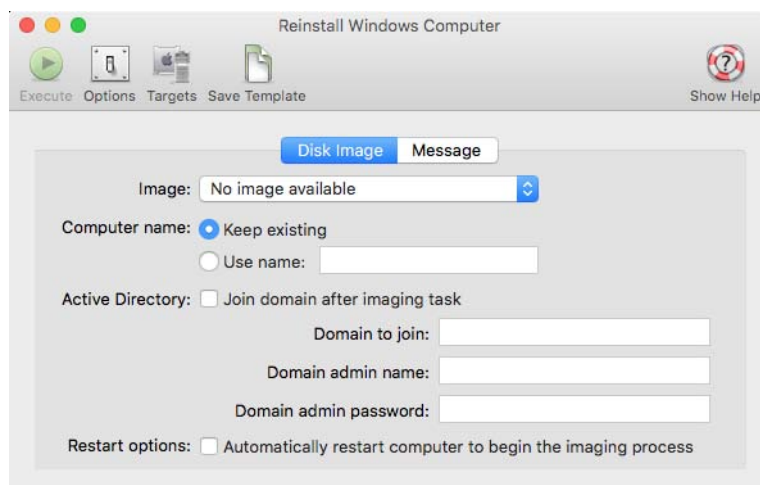 Reinstall Windows Computer
Execute Options Targets Save Template Show Help
Disk Image Message
Image: No image available
Computer name: Keep existing
Use name:
Active Directory: Join domain after imaging task
Domain to join:
Domain admin name:
Domain admin password:
Restart options: Automatically restart computer to begin the imaging process